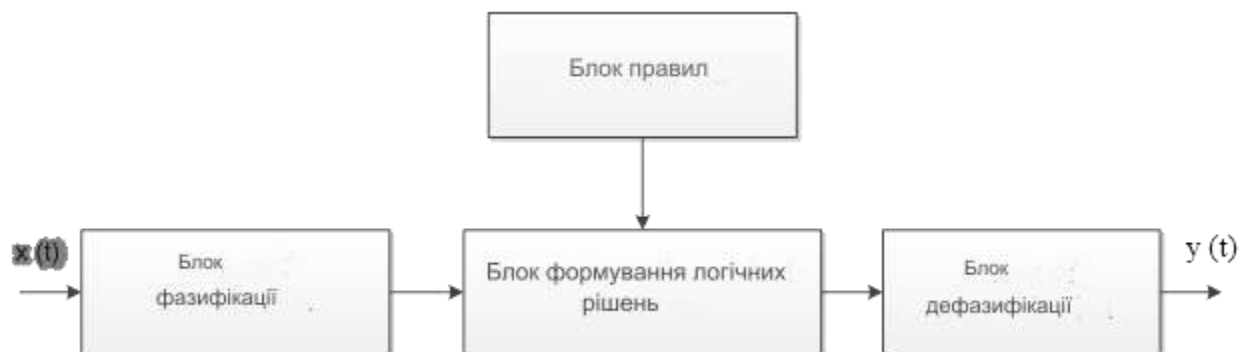 Блок правил
x (t)
Блок
фазифікації
Блок формування логічних
рішень
Блок
дефазифікації
y (t)